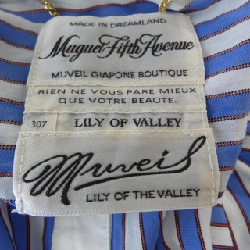 MADE IN DREAMLAND
Muguet Fifth Avenue
MUVEIL GIAPONE BOUTIQUE
RIEN NE VOUS PARE MIEUX
QUE VOTRE BEAUTE.
307 LILY OF VALLEY
Muveil
LILY OF THE VALLEY